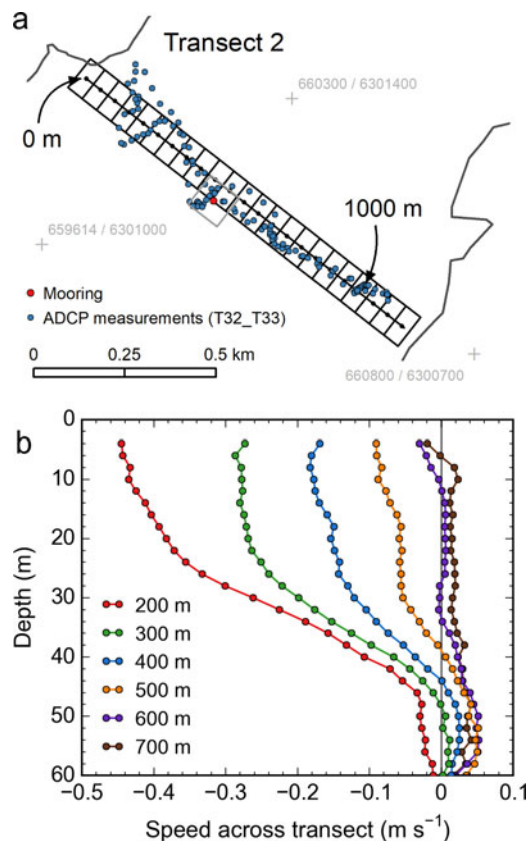 a
Transect 2
660300 / 6301400
0 m
1000 m
659614 / 6301000
Mooring
ADCP measurements (T32_T33)
0 0.25 0.5 km
660800 / 6300700
b
0
10
20
30
40
50
60
Depth (m)
200 m
300 m
400 m
500 m
600 m
700 m
−0.5 −0.4 −0.3 −0.2 −0.1 0 0.1
Speed across transect (m s⁻¹)